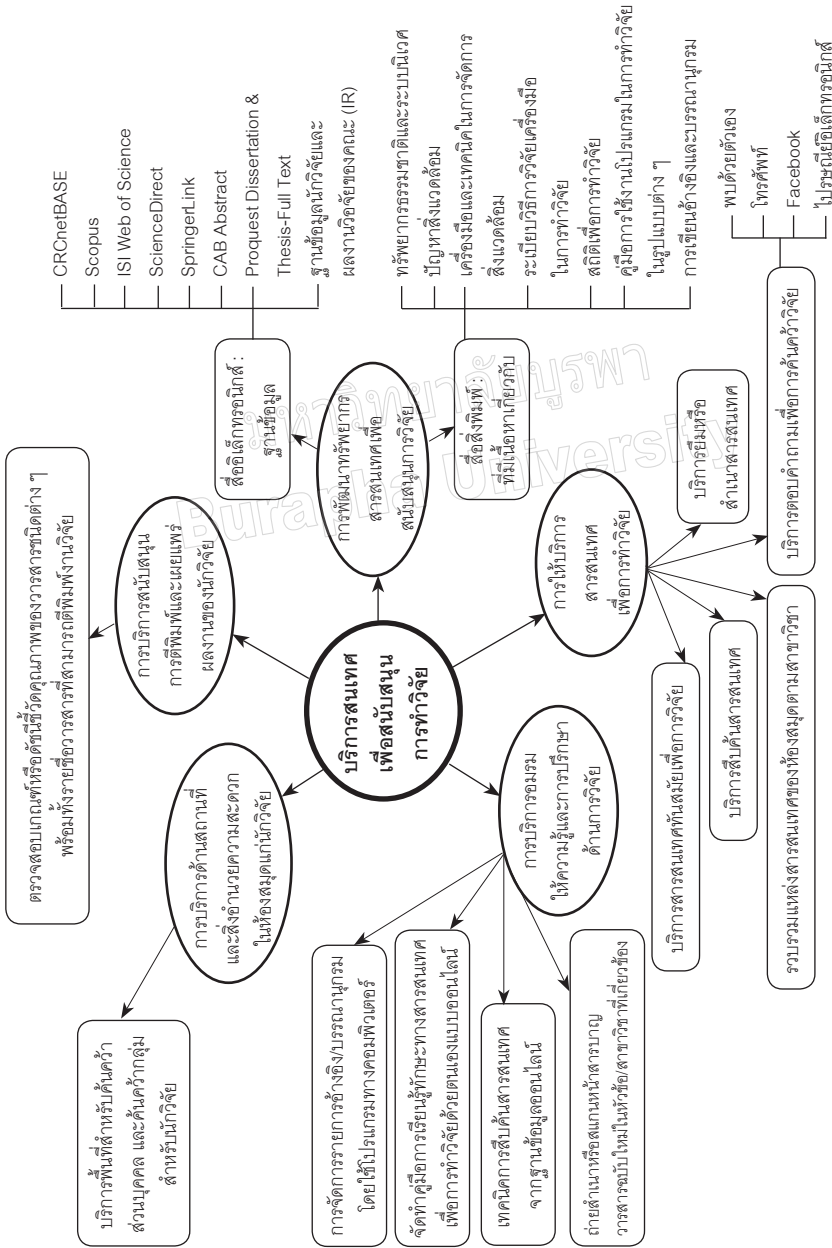 บริการสนเทศ
เพื่อสนับสนุน
การทำวิจัย
การพัฒนาทรัพยากร
สารสนเทศเพื่อ
สนับสนุนการวิจัย
สื่ออิเล็กทรอนิกส์ :
ฐานข้อมูล
CRCnetBASE
Scopus
ISI Web of Science
ScienceDirect
SpringerLink
CAB Abstract
Proquest Dissertation &
Thesis-Full Text
ฐานข้อมูลนักวิจัยและ
ผลงานวิจัยของคณะ (IR)
สื่อสิ่งพิมพ์ :
ที่มีเนื้อหาเกี่ยวกับ
ทรัพยากรธรรมชาติและระบบนิเวศ
ปัญหาสิ่งแวดล้อม
เครื่องมือและเทคนิคในการจัดการ
สิ่งแวดล้อม
ระเบียบวิธีการวิจัยเครื่องมือ
ในการทำวิจัย
สถิติเพื่อการทำวิจัย
คู่มือการใช้งานโปรแกรมในการทำวิจัย
ในรูปแบบต่าง ๆ
การเขียนอ้างอิงและบรรณานุกรม
การให้บริการ
สารสนเทศ
เพื่อการทำวิจัย
บริการยืมหรือ
สำเนาสารสนเทศ
บริการตอบคำถามเพื่อการค้นคว้าวิจัย
พบด้วยตัวเอง
โทรศัพท์
Facebook
ไปรษณีย์อิเล็กทรอนิกส์
รวบรวมแหล่งสารสนเทศของห้องสมุดตามสาขาวิชา
บริการสืบค้นสารสนเทศ
บริการสารสนเทศทันสมัยเพื่อการวิจัย
การบริการอมรม
ให้ความรู้และการปรึกษา
ด้านการวิจัย
การจัดการรายการอ้างอิง/บรรณานุกรม
โดยใช้โปรแกรมทางคอมพิวเตอร์
จัดทำคู่มือการเรียนรู้ทักษะทางสารสนเทศ
เพื่อการทำวิจัยด้วยตนเองแบบออนไลน์
เทคนิคการสืบค้นสารสนเทศ
จากฐานข้อมูลออนไลน์
ถ่ายสำเนาหรือสแกนหน้าสารบาญ
วารสารฉบับใหม่ในหัวข้อ/สาขาวิชาที่เกี่ยวข้อง
การบริการด้านสถานที่
และสิ่งอำนวยความสะดวก
ในห้องสมุดแก่นักวิจัย
บริการพื้นที่สำหรับค้นคว้า
ส่วนบุคคล และค้นคว้ากลุ่ม
สำหรับนักวิจัย
การบริการสนับสนุน
การตีพิมพ์และเผยแพร่
ผลงานของนักวิจัย
ตรวจสอบเกณฑ์หรือดัชนีชี้วัดคุณภาพของวารสารชนิดต่าง ๆ
พร้อมทั้งรายชื่อวารสารที่สามารถตีพิมพ์งานวิจัย
มหาวิทยาลัยบูรพา
Burapha University